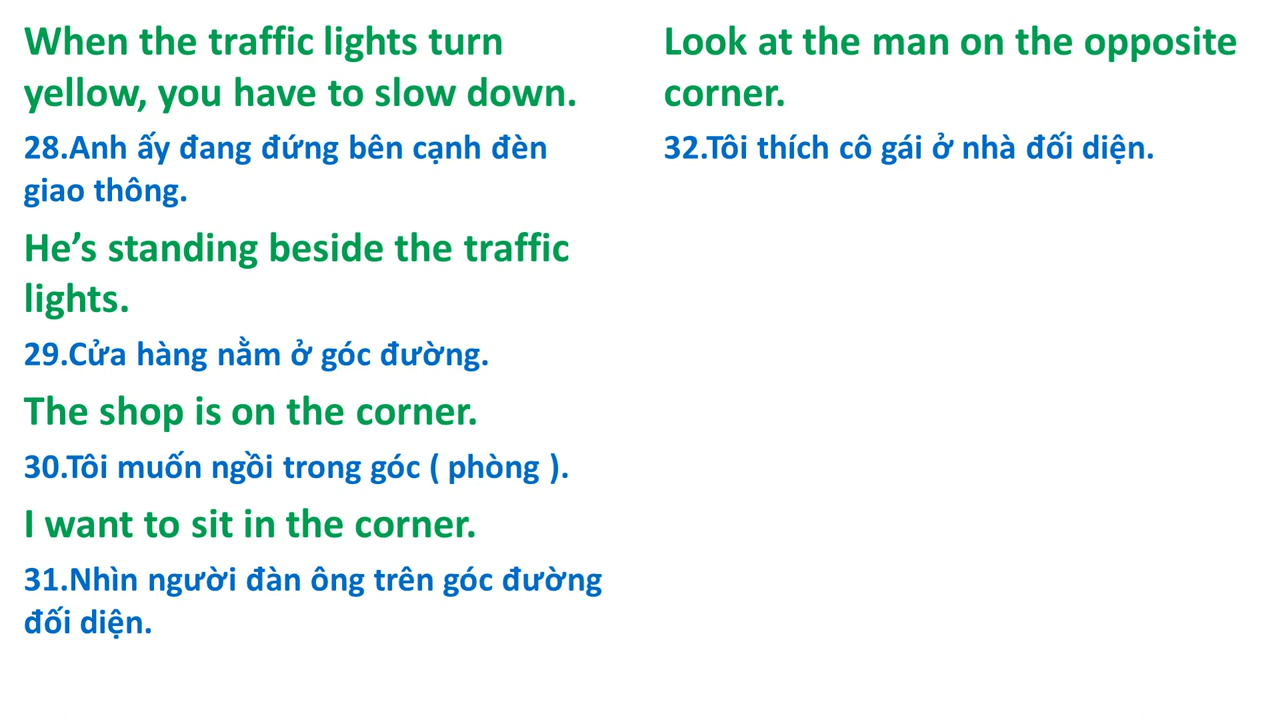 When the traffic lights turn
yellow, you have to slow down.
28.Anh ấy đang đứng bên cạnh đèn
giao thông.
He’s standing beside the traffic
lights.
29.Cửa hàng nằm ở góc đường.
The shop is on the corner.
30.Tôi muốn ngồi trong góc ( phòng ).
I want to sit in the corner.
31.Nhìn người đàn ông trên góc đường
đối diện.
Look at the man on the opposite
corner.
32.Tôi thích cô gái ở nhà đối diện.